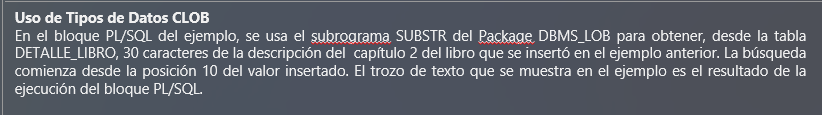 Uso de Tipos de Datos CLOB
En el bloque PL/SQL del ejemplo, se usa el subrograma SUBSTR del Package DBMS_LOB para obtener, desde la tabla
DETALLE_LIBRO, 30 caracteres de la descripción del capítulo 2 del libro que se insertó en el ejemplo anterior. La búsqueda
comienza desde la posición 10 del valor insertado. El trozo de texto que se muestra en el ejemplo es el resultado de la
ejecución del bloque PL/SQL.